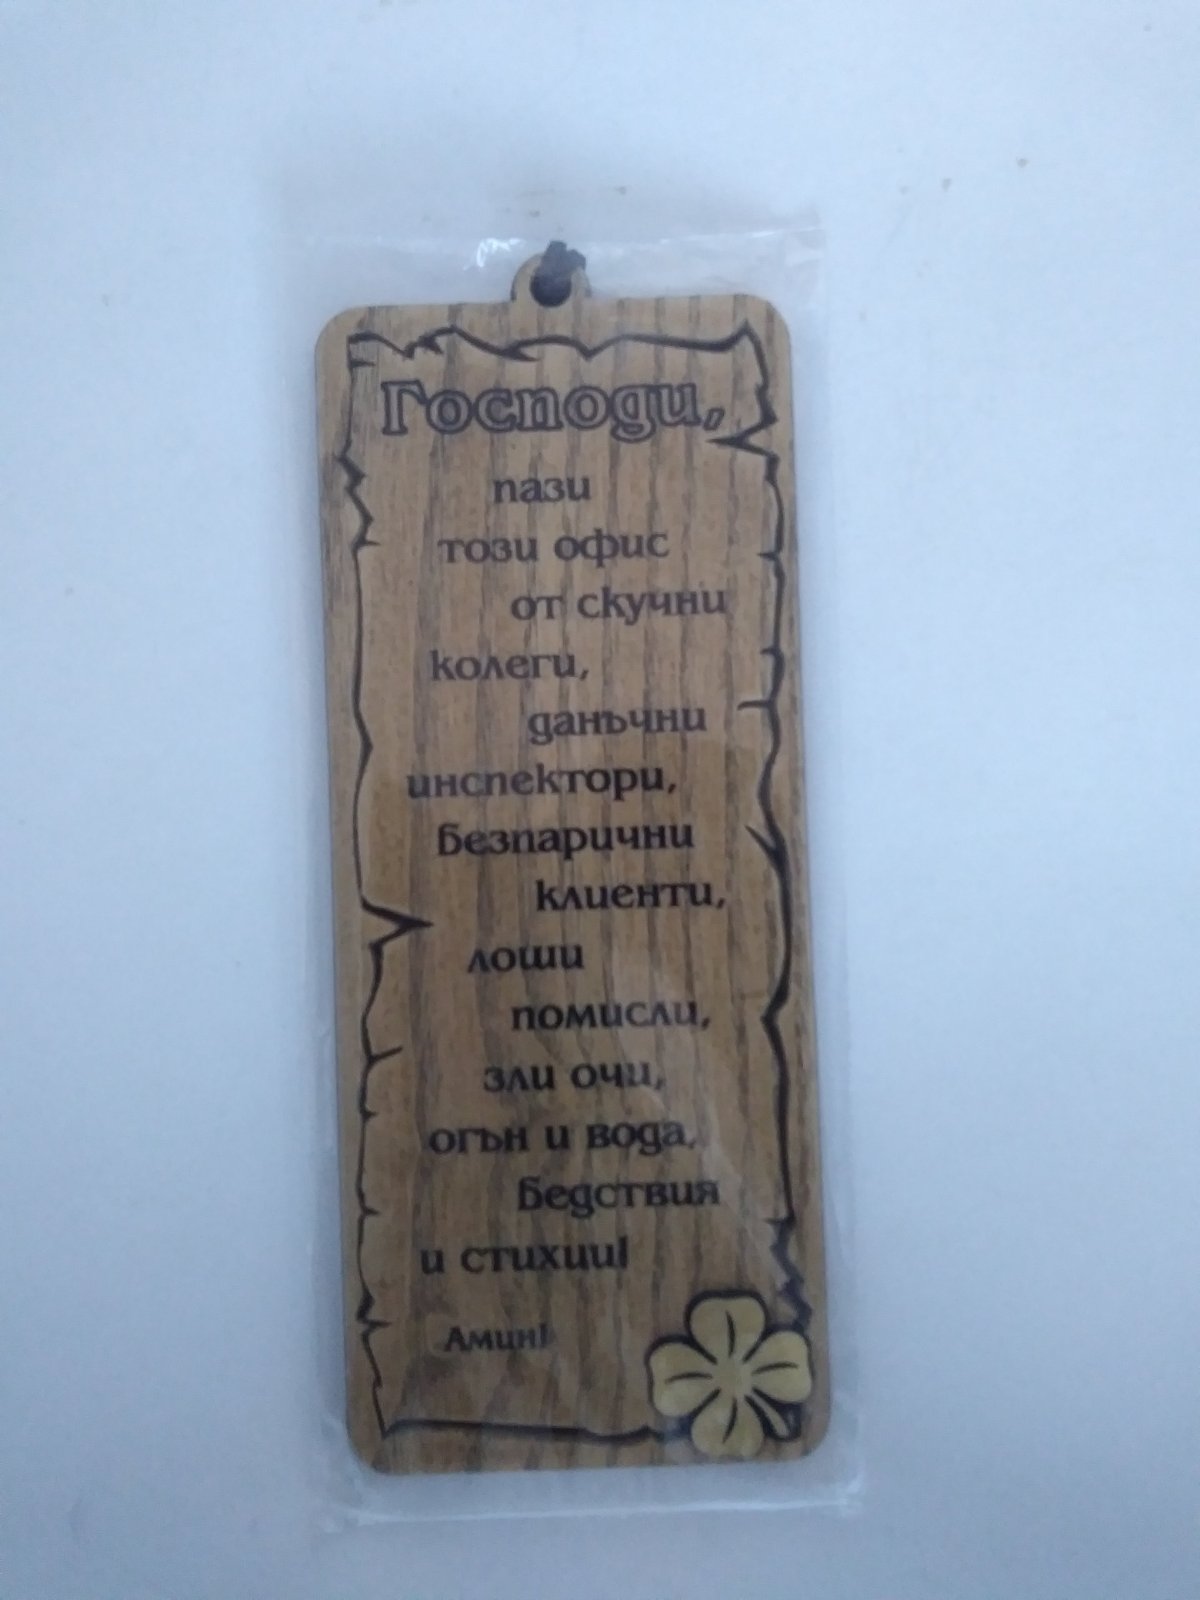 Господи,
пази
този офис
от скучни
колеги,
данъчни
инспектори,
безпарични
клиенти,
лоши
помисли,
зли очи,
огън и вода,
бедствия
и стихии!
Амин!